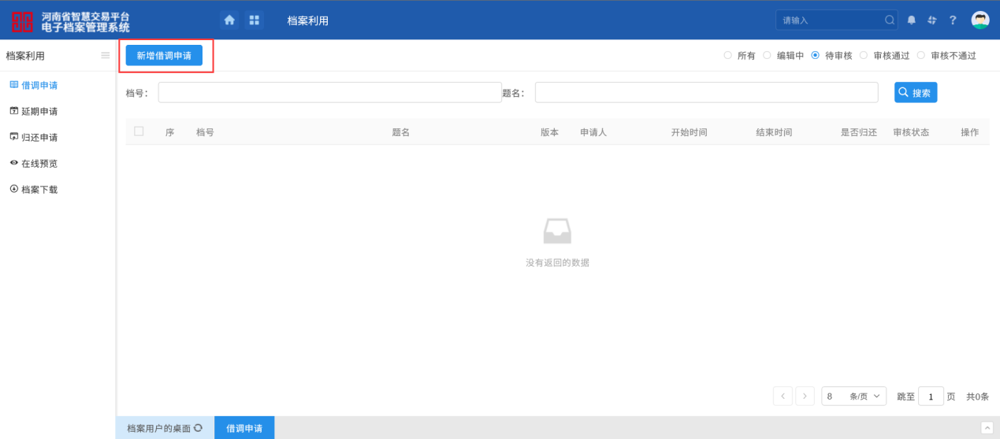 河南省智慧交易平台
电子档案管理系统
档案利用
请输入
档案利用
新增借调申请
所有 编辑中 待审核 审核通过 审核不通过
借调申请
延期申请
归还申请
在线预览
档案下载
档号：
题名：
搜索
序 档号 题名 版本 申请人 开始时间 结束时间 是否归还 审核状态 操作
没有返回的数据
8 条/页 跳至 1 页 共0条
档案用户的桌面 借调申请